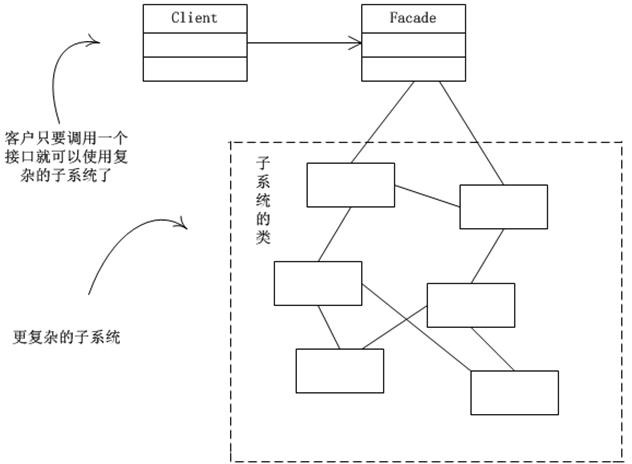 Client
Facade
客户只要调用一个
接口就可以使用复
杂的子系统了
子系统的类
更复杂的子系统